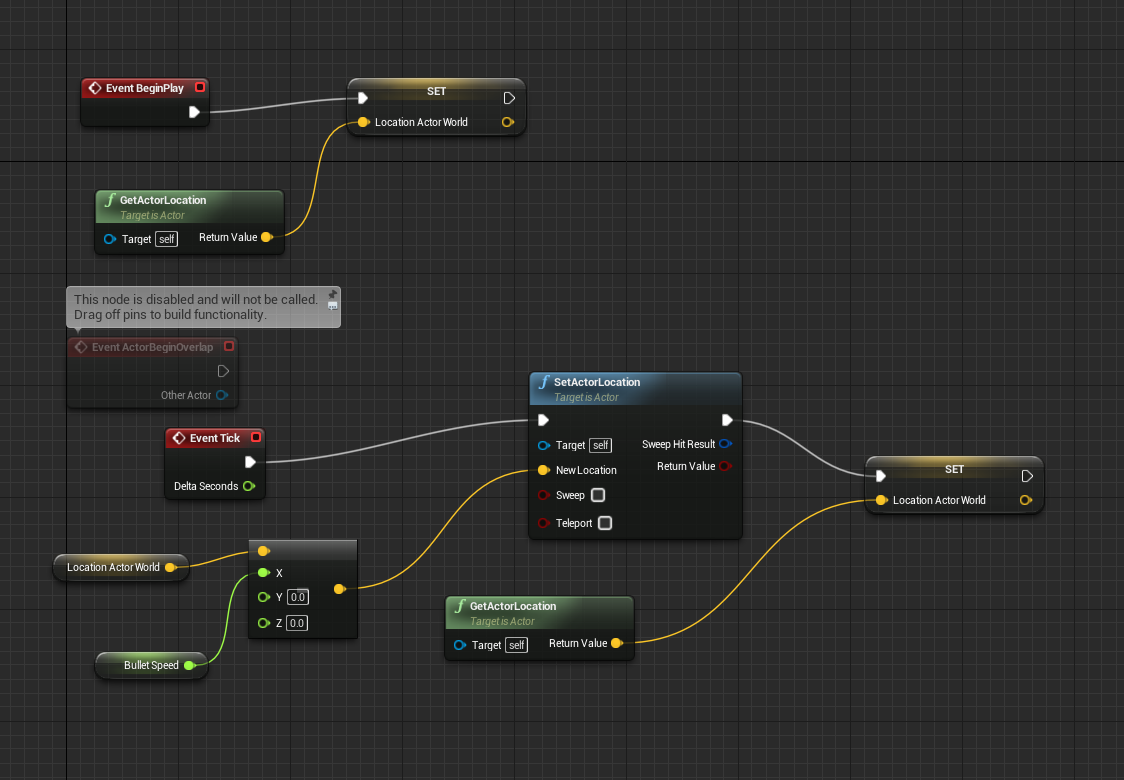 Event BeginPlay
SET
Location Actor World
GetActorLocation
Target is Actor
Target self Return Value
This node is disabled and will not be called.
Drag off pins to build functionality.
Event ActorBeginOverlap
Other Actor
SetActorLocation
Target is Actor
Event Tick
Delta Seconds
Target self Sweep Hit Result
New Location Return Value
Sweep
Teleport
SET
Location Actor World
Location Actor World
X
Y 0.0
Z 0.0
Bullet Speed
GetActorLocation
Target is Actor
Target self Return Value